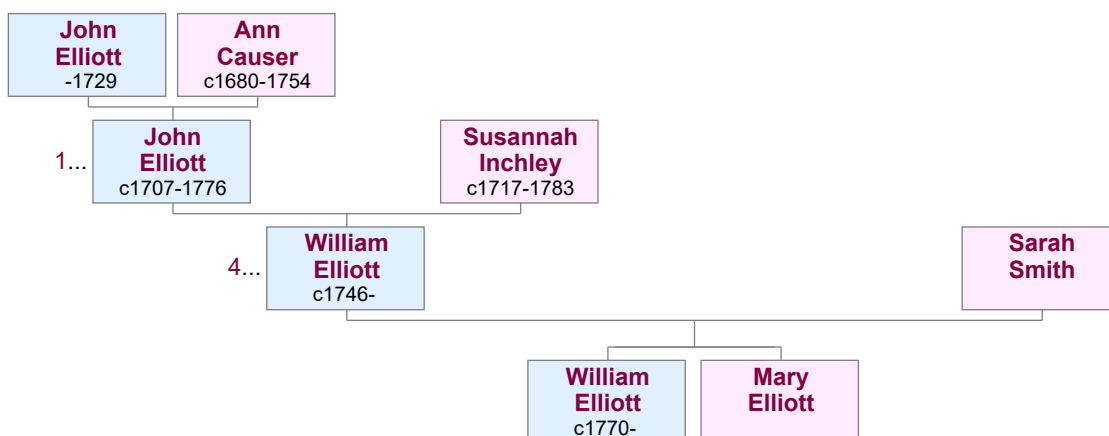 John
Elliott
-1729
Ann
Causer
c1680-1754
1...
John
Elliott
c1707-1776
Susannah
Inchley
c1717-1783
4...
William
Elliott
c1746-
Sarah
Smith
William
Elliott
c1770-
Mary
Elliott